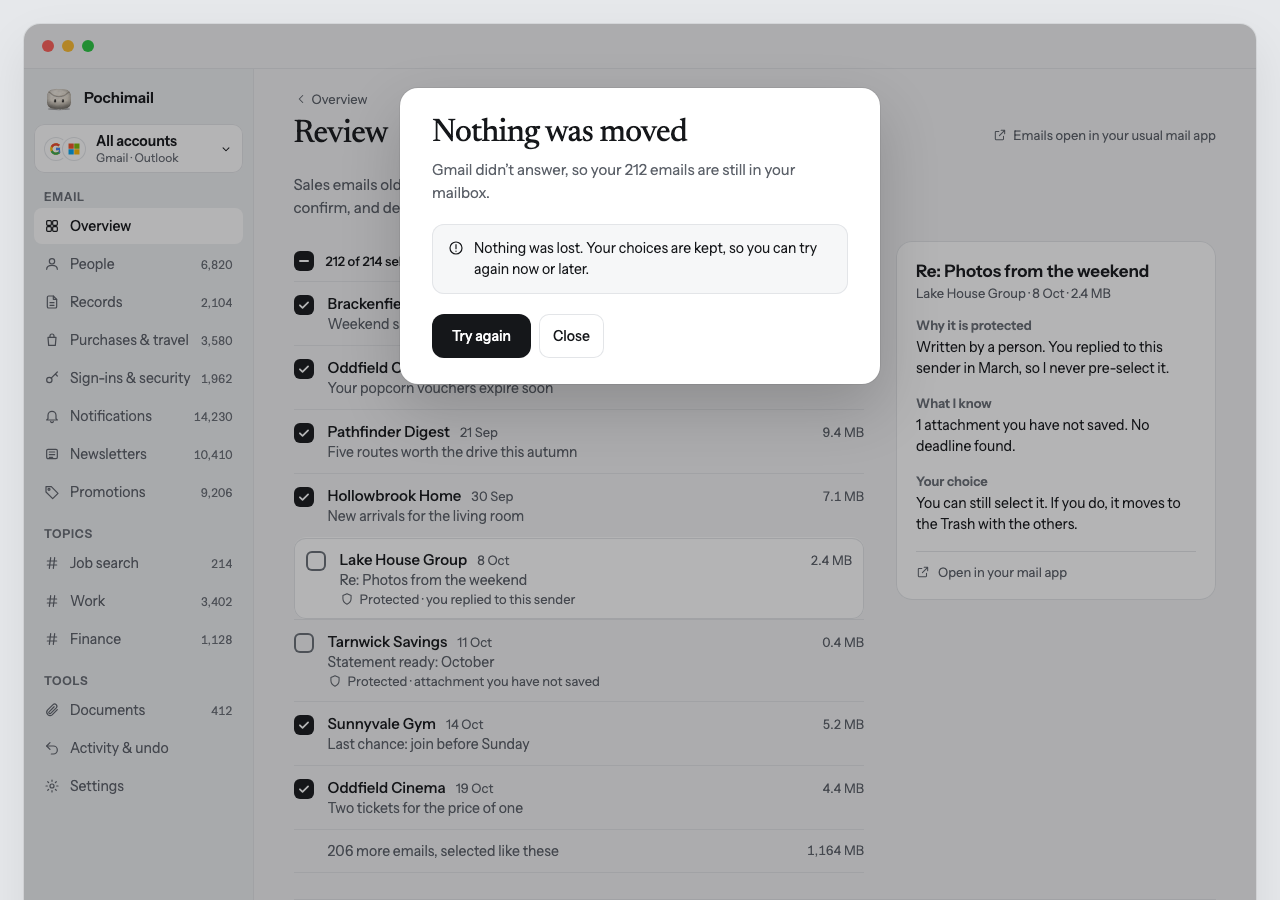 Pochimail
All accounts
Gmail · Outlook
EMAIL
Overview
People 6,820
Records 2,104
Purchases & travel 3,580
Sign-ins & security 1,962
Notifications 14,230
Newsletters 10,410
Promotions 9,206
TOPICS
# Job search 214
# Work 3,402
# Finance 1,128
TOOLS
Documents 412
Activity & undo
Settings
Overview
Review
Emails open in your usual mail app
Sales emails
confirm, and
Nothing was moved
Gmail didn’t answer, so your 212 emails are still in your
mailbox.
Nothing was lost. Your choices are kept, so you can try
again now or later.
Try again
Close
212 of 214
Weekend
Oddfield
Your popcorn vouchers expire soon
Pathfinder Digest 21 Sep 9.4 MB
Five routes worth the drive this autumn
Hollowbrook Home 30 Sep 7.1 MB
New arrivals for the living room
Lake House Group 8 Oct 2.4 MB
Re: Photos from the weekend
Protected · you replied to this sender
Tarnwick Savings 11 Oct 0.4 MB
Statement ready: October
Protected · attachment you have not saved
Sunnyvale Gym 14 Oct 5.2 MB
Last chance: join before Sunday
Oddfield Cinema 19 Oct 4.4 MB
Two tickets for the price of one
206 more emails, selected like these 1,164 MB
Re: Photos from the weekend
Lake House Group · 8 Oct · 2.4 MB
Why it is protected
Written by a person. You replied to this
sender in March, so I never pre-select it.
What I know
1 attachment you have not saved. No
deadline found.
Your choice
You can still select it. If you do, it moves to
the Trash with the others.
Open in your mail app